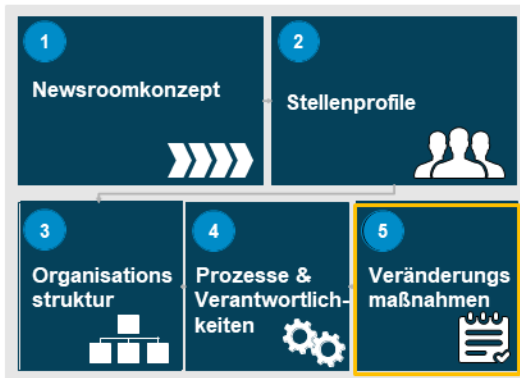 1
Newsroomkonzept
2
Stellenprofile
3
Organisations
struktur
4
Prozesse &
Verantwortlich-
keiten
5
Veränderungs
maßnahmen